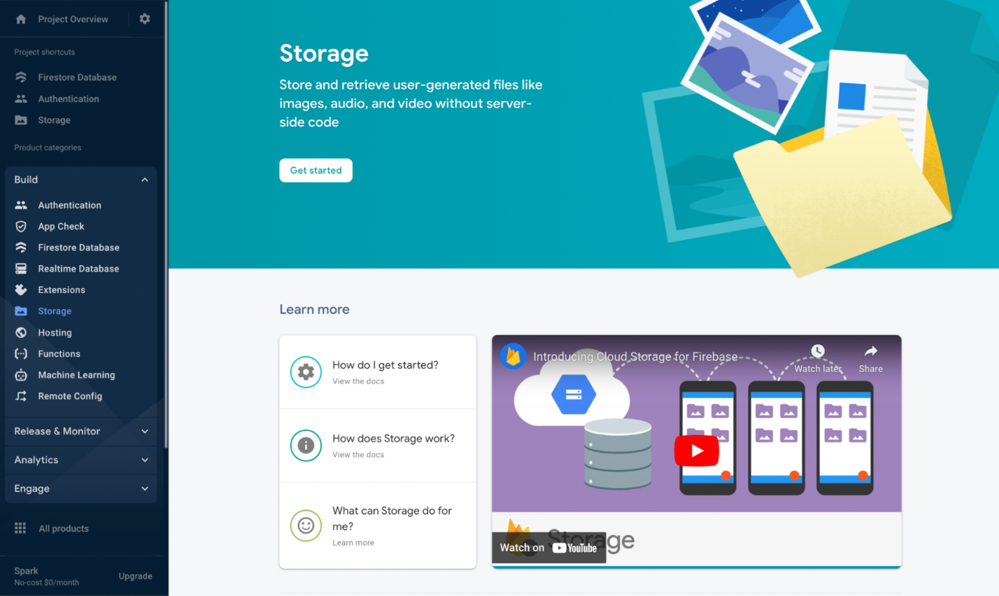 Project Overview
Project shortcuts
Firestore Database
Authentication
Storage
Product categories
Build
Authentication
App Check
Firestore Database
Realtime Database
Extensions
Storage
Hosting
Functions
Machine Learning
Remote Config
Release & Monitor
Analytics
Engage
All products
Spark
No-cost $0/month
Upgrade
Storage
Store and retrieve user-generated files like
images, audio, and video without server-
side code
Get started
Learn more
How do I get started?
View the docs
How does Storage work?
View the docs
What can Storage do for
me?
Learn more
Introducing Cloud Storage for Firebase
Watch later
Share
Storage
Watch on YouTube